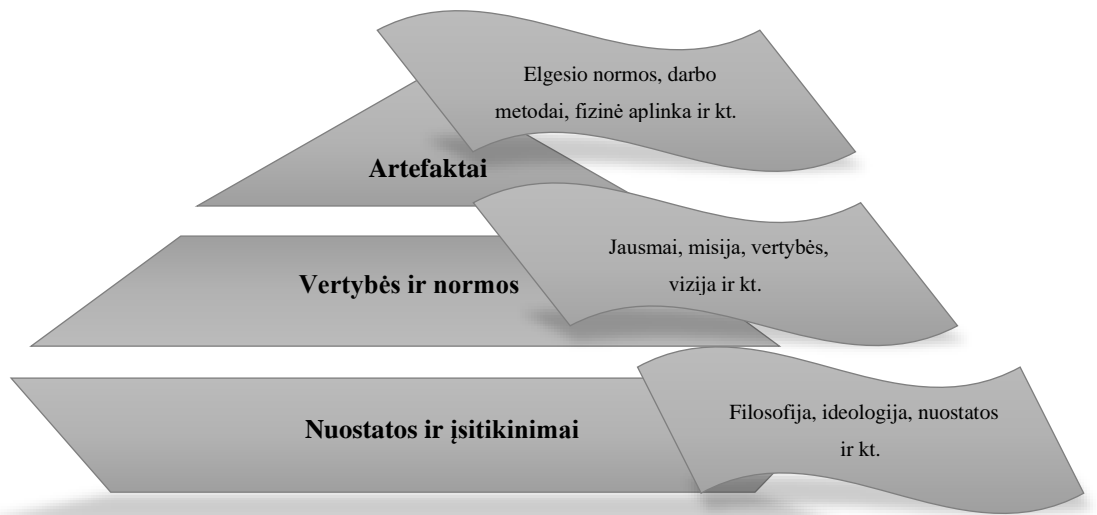 Elgesio normos, darbo
metodai, fizinė aplinka ir kt.
Artefaktai
Jausmai, misija, vertybės,
vizija ir kt.
Vertybės ir normos
Filosofija, ideologija, nuostatos
ir kt.
Nuostatos ir įsitikinimai